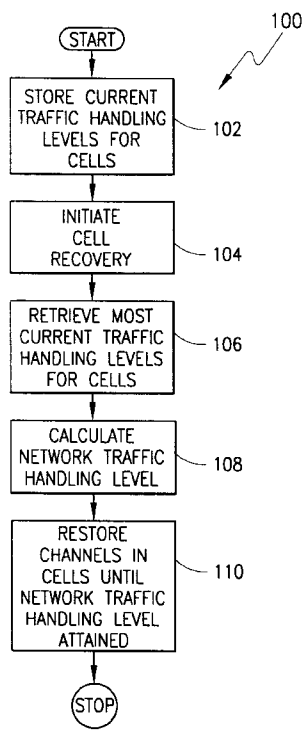 100
START
STORE CURRENT
TRAFFIC HANDLING
LEVELS FOR
CELLS
102
INITIATE
CELL
RECOVERY
104
RETRIEVE MOST
CURRENT TRAFFIC
HANDLING LEVELS
FOR CELLS
106
CALCULATE
NETWORK TRAFFIC
HANDLING LEVEL
108
RESTORE
CHANNELS IN
CELLS UNTIL
NETWORK TRAFFIC
HANDLING LEVEL
ATTAINED
110
STOP